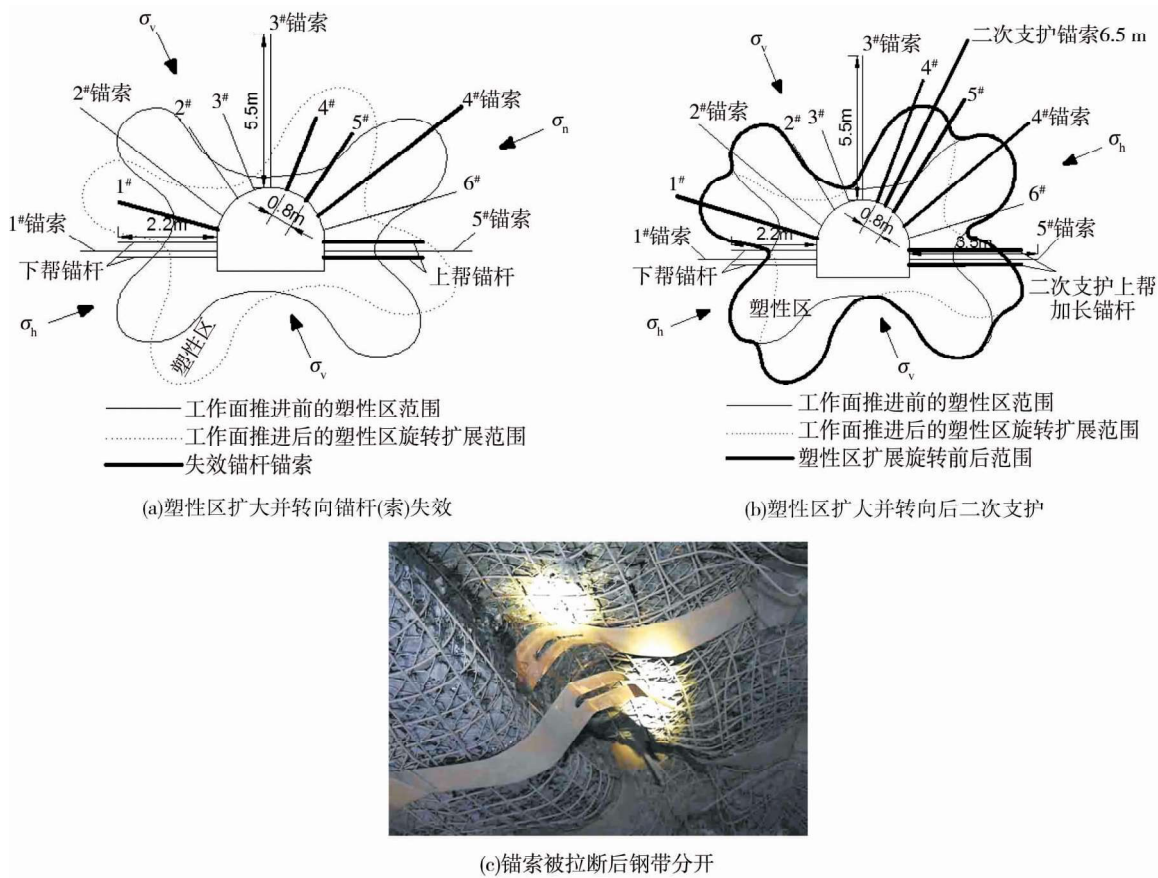 σv
3#锚索
2#锚索
2#
3#
5.5m
4#
5#
4#锚索
σn
1#
0.8m
6#
1#锚索
2.2m
5#锚索
下帮锚杆
上帮锚杆
σh
塑性区
σv
工作面推进前的塑性区范围
工作面推进后的塑性区旋转扩展范围
失效锚杆锚索
(a)塑性区扩大并转向锚杆(索)失效
σv
3#锚索
二次支护锚索6.5 m
2#锚索
2#
3#
5.5m
4#
5#
4#锚索
σh
1#
0.8m
6#
1#锚索
2.2m
3.5m
5#锚索
下帮锚杆
二次支护上帮
加长锚杆
σh
塑性区
σv
工作面推进前的塑性区范围
工作面推进后的塑性区旋转扩展范围
塑性区扩展旋转前后范围
(b)塑性区扩人并转向后二次支护
(c)锚索被拉断后钢带分开